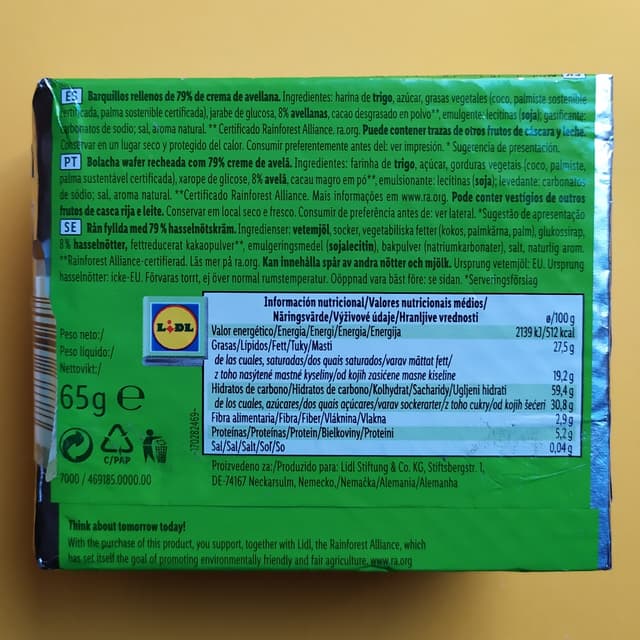 ES Barquillos rellenos de 79% de crema de avellana. Ingredientes: harina de trigo, azúcar, grasas vegetales (coco, palmiste sostenible
certificada, palma sostenible certificada), jarabe de glucosa, 8% avellanas, cacao desgrasado en polvo**, emulgente: lecitinas (soja); gasificante:
carbonatos de sodio; sal, aroma natural. ** Certificado Rainforest Alliance. ra.org. Puede contener trazas de otros frutos de cáscara y leche.
Conservar en un lugar seco y protegido del calor. Consumir preferentemente antes del: ver impresión. * Sugerencia de presentación.
PT Bolacha wafer recheada com 79% creme de avelã. Ingredientes: farinha de trigo, açúcar, gorduras vegetais (coco, palmiste,
palma sustentável certificada), xarope de glicose, 8% avelã, cacau magro em pó**, emulsionante: lecitinas (soja); levedante: carbonatos
de sódio; sal, aroma natural. **Certificado Rainforest Alliance. Mais informações em www.ra.org. Pode conter vestígios de outros
frutos de casca rija e leite. Conservar em local seco e fresco. Consumir de preferência antes de: ver lateral. *Sugestão de apresentação
SE Rån fyllda med 79 % hasselnötskräm. Ingredienser: vetemjöl, socker, vegetabiliska fetter (kokos, palmkärna, palm), glukossirap,
8% hasselnötter, fettreducerat kakaopulver**, emulgeringsmedel (sojalecitin), bakpulver (natriumkarbonater), salt, naturlig arom.
**Rainforest Alliance-certifierad. Läs mer på ra.org. Kan innehålla spår av andra nötter och mjölk. Ursprung vetemjöl: EU. Ursprung
hasselnötter: icke-EU. Förvaras torrt, ej över normal rumstemperatur. Oöppnad vara bäst före: se sidan. *Serveringsförslag
LIDL
Información nutricional/Valores nutricionais médios/
Näringsvärde/Výživové údaje/Hranljive vrednosti ø/100 g
Valor energético/Energia/Energi/Energia/Energija 2139 kJ/512 kcal
Grasas/Lípidos/Fett/Tuky/Masti 27,5 g
de las cuales, saturadas/dos quais saturados/varav mättat fett/
z toho nasýtené mastné kyseliny/od kojih zasićene masne kiseline 19,2 g
Hidratos de carbono/Hidratos de carbono/Kolhydrat/Sacharidy/Ugljeni hidrati 59,4 g
de los cuales, azúcares/dos quais açúcares/varav sockerarter/z toho cukry/od kojih šećeri 30,8 g
Fibra alimentaria/Fibra/Fiber/Vláknina/Vlakna 2,9 g
Proteínas/Proteínas/Protein/Bielkoviny/Proteini 5,2 g
Sal/Sal/Salt/Soľ/So 0,04 g
Peso neto:/
Peso líquido:/
Nettovikt:/
65g e
C/PAP
7000 / 469185.0000.00
-170282469-
Proizvedeno za:/Produzido para: Lidl Stiftung & Co. KG, Stiftsbergstr. 1,
DE-74167 Neckarsulm, Nemecko,/Nemačka/Alemania/Alemanha
Think about tomorrow today!
With the purchase of this product, you support, together with Lidl, the Rainforest Alliance, which
has set itself the goal of promoting environmentally friendly and fair agriculture. www.ra.org